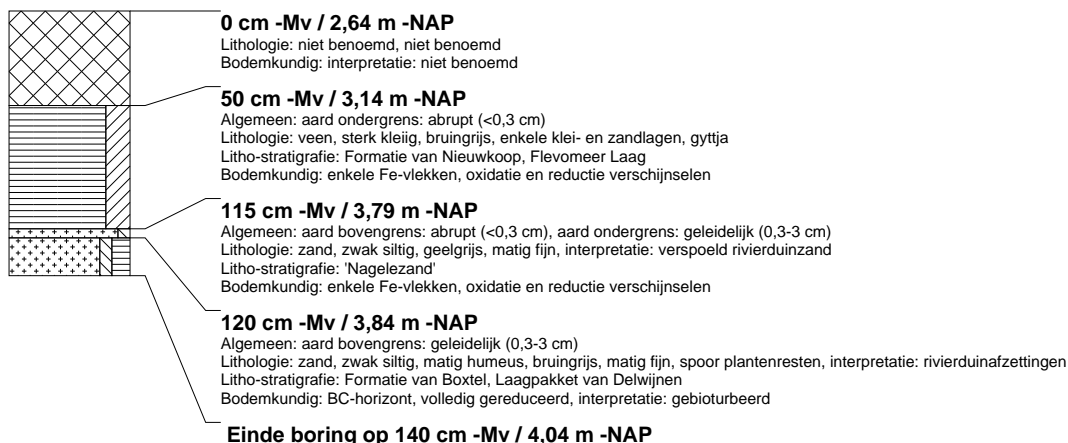 0 cm -Mv / 2,64 m -NAP
Lithologie: niet benoemd, niet benoemd
Bodemkundig: interpretatie: niet benoemd
50 cm -Mv / 3,14 m -NAP
Algemeen: aard ondergrens: abrupt (<0,3 cm)
Lithologie: veen, sterk kleiig, bruingrijs, enkele klei- en zandlagen, gyttja
Litho-stratigrafie: Formatie van Nieuwkoop, Flevomeer Laag
Bodemkundig: enkele Fe-vlekken, oxidatie en reductie verschijnselen
115 cm -Mv / 3,79 m -NAP
Algemeen: aard bovengrens: abrupt (<0,3 cm), aard ondergrens: geleidelijk (0,3-3 cm)
Lithologie: zand, zwak siltig, geelgrijs, matig fijn, interpretatie: verspoeld rivierduinzand
Litho-stratigrafie: 'Nagelezand'
Bodemkundig: enkele Fe-vlekken, oxidatie en reductie verschijnselen
120 cm -Mv / 3,84 m -NAP
Algemeen: aard bovengrens: geleidelijk (0,3-3 cm)
Lithologie: zand, zwak siltig, matig humeus, bruingrijs, matig fijn, spoor plantenresten, interpretatie: rivierduinafzettingen
Litho-stratigrafie: Formatie van Boxtel, Laagpakket van Delwijnen
Bodemkundig: BC-horizont, volledig gereduceerd, interpretatie: gebioturbeerd
Einde boring op 140 cm -Mv / 4,04 m -NAP